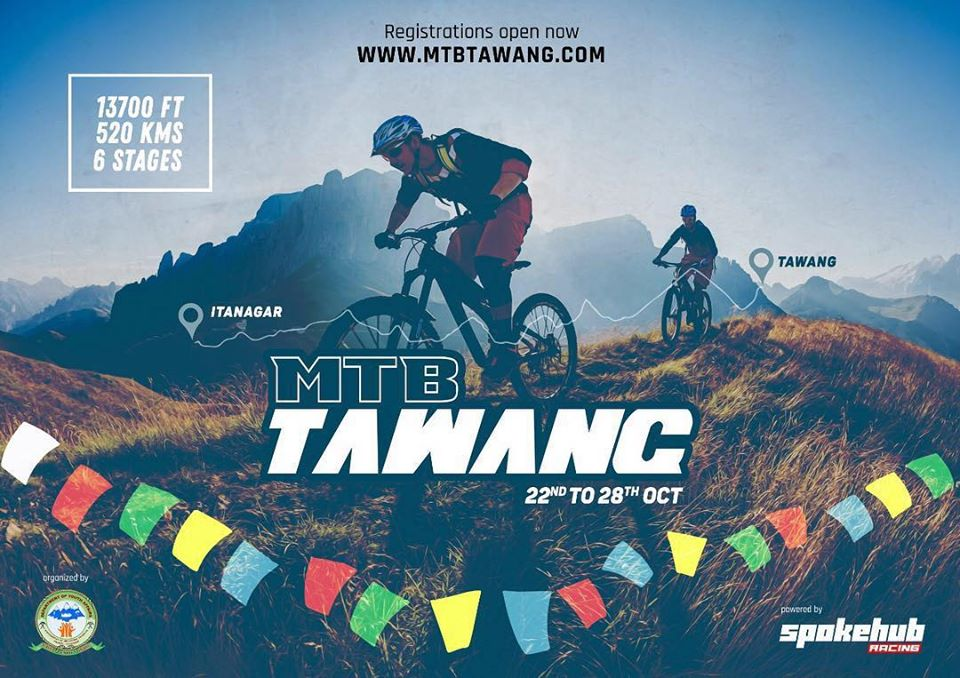 Registrations open now
WWW.MTBTAWANG.COM
13700 FT
520 KMS
6 STAGES
TAWANG
ITANAGAR
MTB
TAWANG
22ND TO 28TH OCT
organized by
powered by
spokehub
RACING